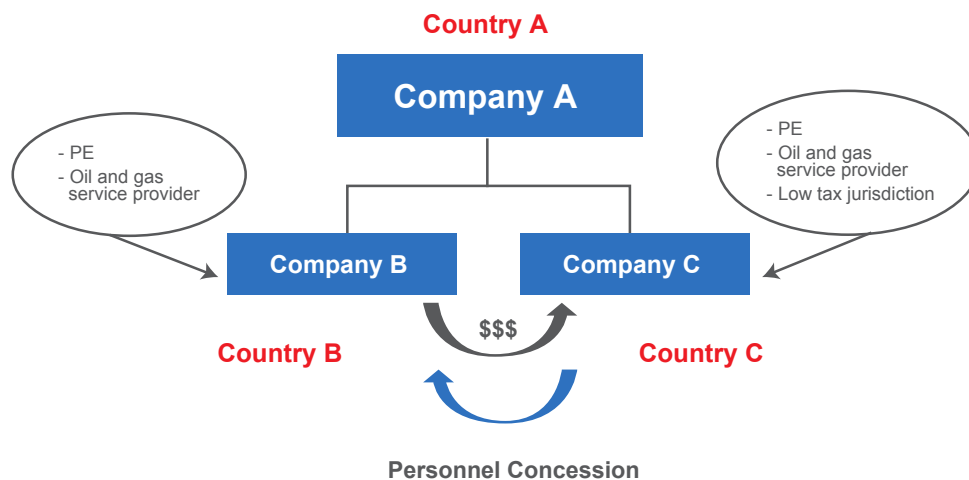 Country A
Company A
- PE
- Oil and gas
service provider
- PE
- Oil and gas
service provider
- Low tax jurisdiction
Company B
Company C
$$$
Country B
Country C
Personnel Concession